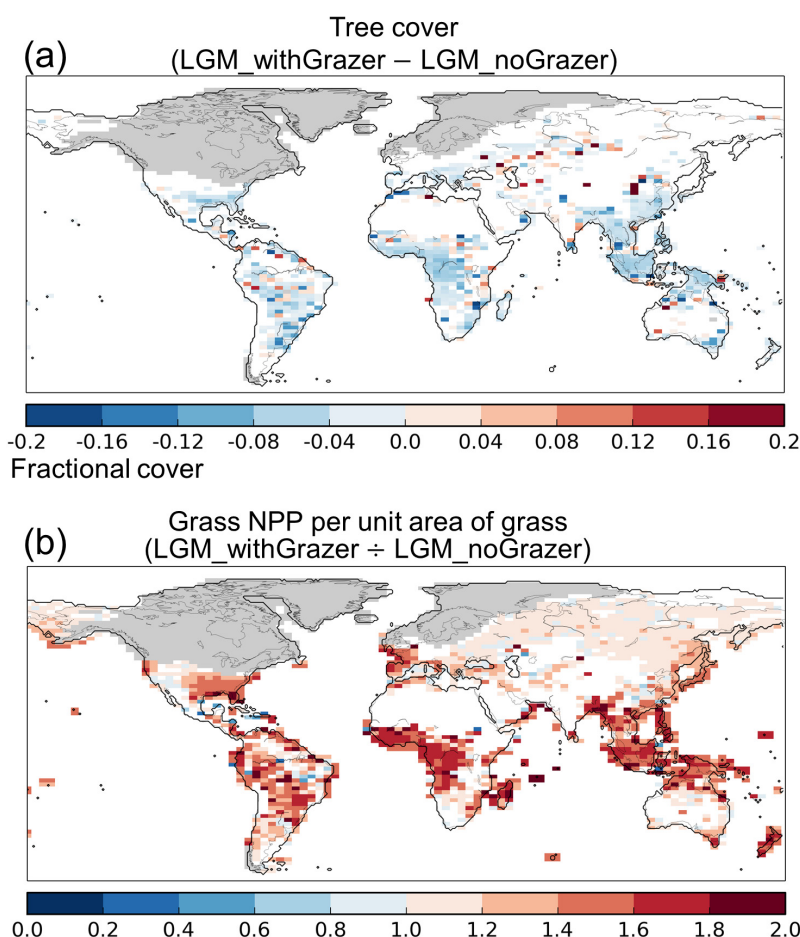 Tree cover
(a) (LGM_withGrazer − LGM_noGrazer)
-0.2 -0.16 -0.12 -0.08 -0.04 0.0 0.04 0.08 0.12 0.16 0.2
Fractional cover
Grass NPP per unit area of grass
(b) (LGM_withGrazer ÷ LGM_noGrazer)
0.0 0.2 0.4 0.6 0.8 1.0 1.2 1.4 1.6 1.8 2.0